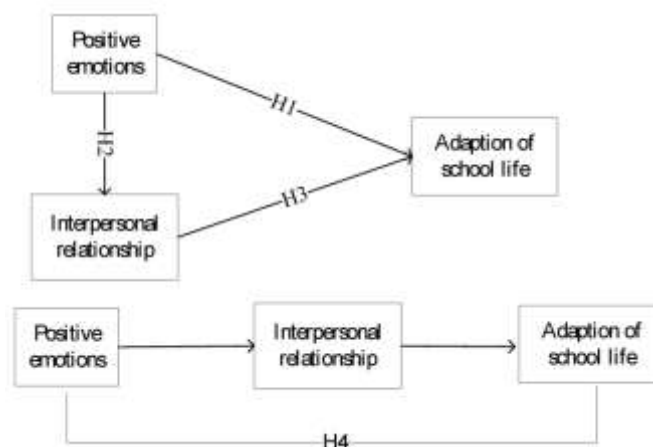 Positive
emotions
H1
H2
Adaption of
school life
H3
Interpersonal
relationship
Positive
emotions
Interpersonal
relationship
Adaption of
school life
H4